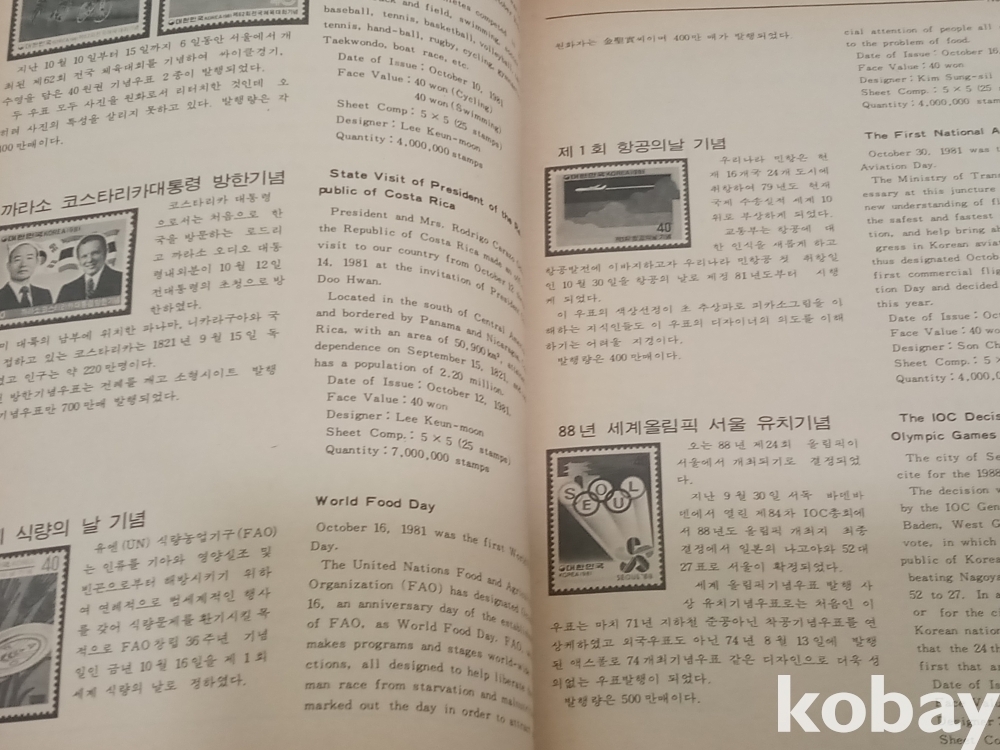 지난 10월 10일부터 15일까지 6일동안 서울에서 개
최된 제62회 전국 체육대회를 기념하여 싸이클경기,
수영을 담은 40원권 기념우표 2종이 발행되었다.
두 우표 모두 사진을 원화로서 리터치한 것인데 오
히려 사진의 특성을 살리지 못하고 있다. 발행량은 각
400만매이다.
까라소 코스타리카대통령 방한기념
대한민국 KOREA 1981
코스타리카 대통령
으로서는 처음으로 한
국을 방문하는 로드리
고 까라소 오디오 대통
령내외분이 10월 12일
전대통령의 초청으로 방
한하였다.
미 대륙의 남부에 위치한 파나마, 니카라구아와 국
접하고 있는 코스타리카는 1821년 9월 15일 독
고 인구는 약 220만명이다.
방한기념우표는 전례를 깨고 소형시이트 발행
기념우표만 700만매 발행되었다.
식량의 날 기념
40
유엔(UN) 식량농업기구(FAO)
는 인류를 기아와 영양실조 및
빈곤으로부터 해방시키기 위하
여 연례적으로 범세계적인 행사
를 갖어 식량문제를 환기시킬 목
적으로 FAO창립 36주년 기념
일인 금년 10월 16일을 제1회
세계 식량의 날로 정하였다.
competed
track and field, swimming,
baseball, tennis, basketball, volleyball,
tennis, hand-ball, rugby, cycling,
Taekwondo, boat race, etc.
Date of Issue: October 10, 1981
Face Value: 40 won (Cycling)
40 won (Swimming)
Sheet Comp: 5 × 5 (25 stamps)
Designer: Lee Keun-moon
Quantity: 4,000,000 stamps
State Visit of President of the Re-
public of Costa Rica
President and Mrs. Rodrigo Carazo
the Republic of Costa Rica made
visit to our country from October 12
14, 1981 at the invitation of President
Doo Hwan.
Located in the south of Central
and bordered by Panama and Nicaragua,
Rica, with an area of 50,900km²,
dependence on September 15, 1821, and
has a population of 2.20 million.
Date of Issue: October 12, 1981
Face Value: 40 won
Designer: Lee Keun-moon
Sheet Comp: 5 × 5 (25 stamps)
Quantity: 7,000,000 stamps
World Food Day
October 16, 1981 was the first World
Day.
The United Nations Food and
Organization (FAO) has designated
16, an anniversary day of the
of FAO, as World Food Day. FAO
makes programs and stages world-wide
ctions, all designed to help liberate
man race from starvation and
marked out the day in order to
원화자는 金聖實씨이며 400만 매가 발행되었다.
제1회 항공의날 기념
40
우리나라 민항은 현
재 16개국 24개 도시에
취항하여 79년도 현재
국제 수송실적 세계 10
위로 부상하게 되었다.
교통부는 항공에 대
한 인식을 새롭게 하고
항공발전에 이바지하고자 우리나라 민항공 첫 취항일
인 10월 30일을 항공의 날로 제정 81년도부터 시행
케 되었다.
이 우표의 색상선정이 초 추상파로 피카소그림을 이
해하는 지식인들도 이 우표의 디자이너의 의도를 이해
하기는 어려울 지경이다.
발행량은 400만매이다.
88년 세계올림픽 서울 유치기념
SEOUL
대한민국
KOREA 1981
SEOUL '88
오는 88년 제24회 올림픽이
서울에서 개최되기로 결정되었
다.
지난 9월 30일 서독 바덴바
덴에서 열린 제84차 IOC총회에
서 88년도 올림픽 개최지 최종
결정에서 일본의 나고야와 52대
27표로 서울이 확정되었다.
세계 올림픽기념우표 발행 사
상 유치기념우표로는 처음인 이
우표는 마치 71년 지하철 준공아닌 착공기념우표를 연
상케하였고 외국우표도 아닌 74년 8월 13일에 발행
된 엑스폴로 74개최기념우표 같은 디자인으로 더욱 성
의없는 우표발행이 되었다.
발행량은 500만매이다.
cial attention of people all
to the problem of food.
Date of Issue: October 16,
Face Value: 40 won
Designer: Kim Sung-sil
Sheet Comp.: 5 × 5 (25
Quantity: 4,000,000 stamps
The First National
October 30, 1981 was
Aviation Day.
The Ministry of
essary at this juncture
new understanding of
the safest and fastest
tion, and help bring
gress in Korean
thus designated October
first commercial
tion Day and decided
this year.
Date of Issue:
Face Value: 40 won
Designer: Son
Sheet Comp.: 5 ×
Quantity: 4,000,
The IOC
Olympic Games
The city of
cite for the 1988
The decision
by the IOC
Baden, West
vote, in which
public of Korea
beating Nagoya
52 to 27. In
or for the
Korean
that the 24th
first that
Date of
Sheet
kobay